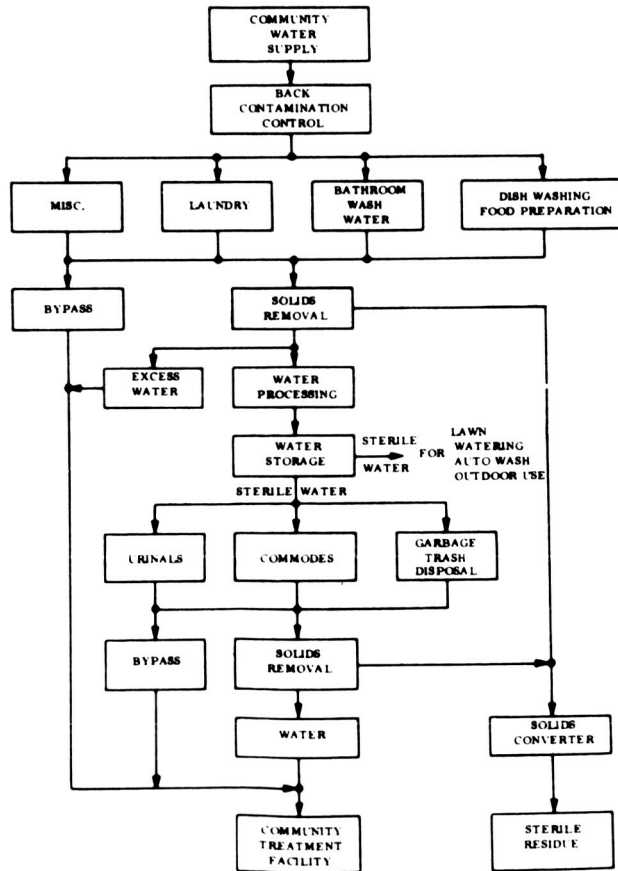 COMMUNITY
WATER
SUPPLY
BACK
CONTAMINATION
CONTROL
MISC.
LAUNDRY
BATHROOM
WASH
WATER
DISH WASHING
FOOD PREPARATION
BYPASS
SOLIDS
REMOVAL
EXCESS
WATER
WATER
PROCESSING
WATER
STORAGE
STERILE
WATER
FOR
LAWN
WATERING
AUTO WASH
OUTDOOR USE
STERILE WATER
URINALS
COMMODES
GARBAGE
TRASH
DISPOSAL
BYPASS
SOLIDS
REMOVAL
WATER
SOLIDS
CONVERTER
COMMUNITY
TREATMENT
FACILITY
STERILE
RESIDUE